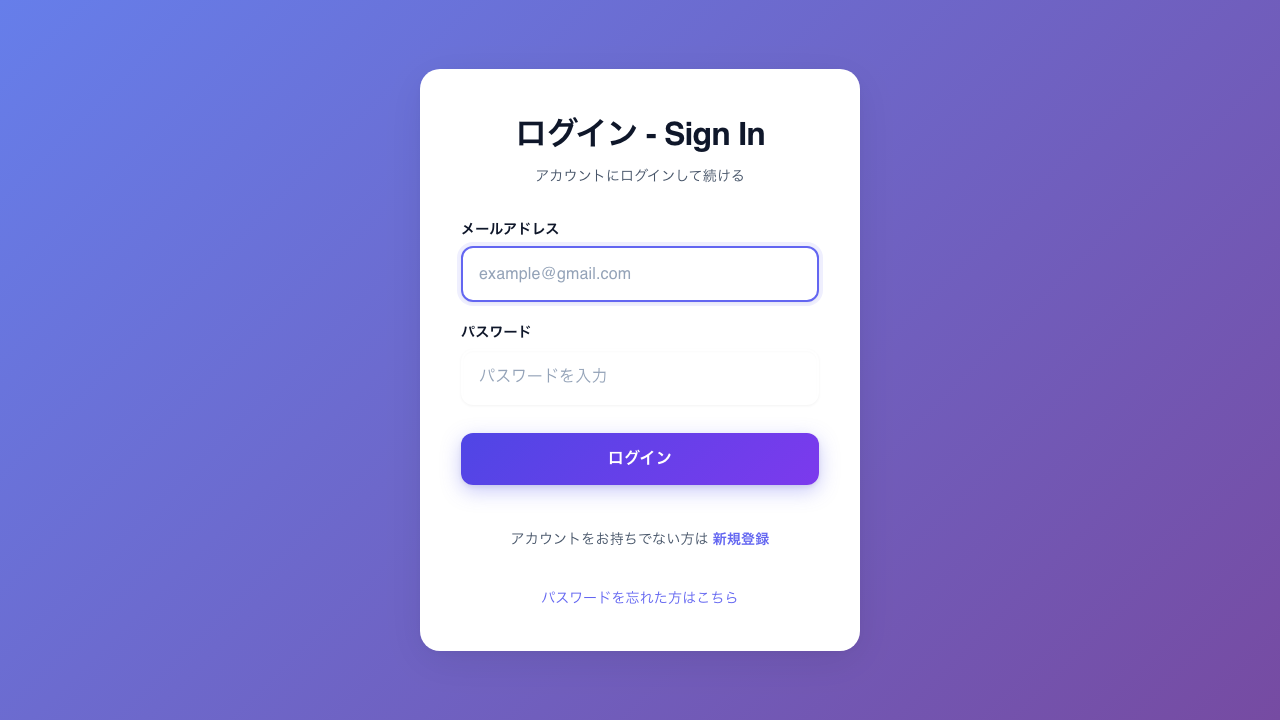 ログイン - Sign In
アカウントにログインして続ける
メールアドレス
example@gmail.com
パスワード
パスワードを入力
ログイン
アカウントをお持ちでない方は 新規登録
パスワードを忘れた方はこちら